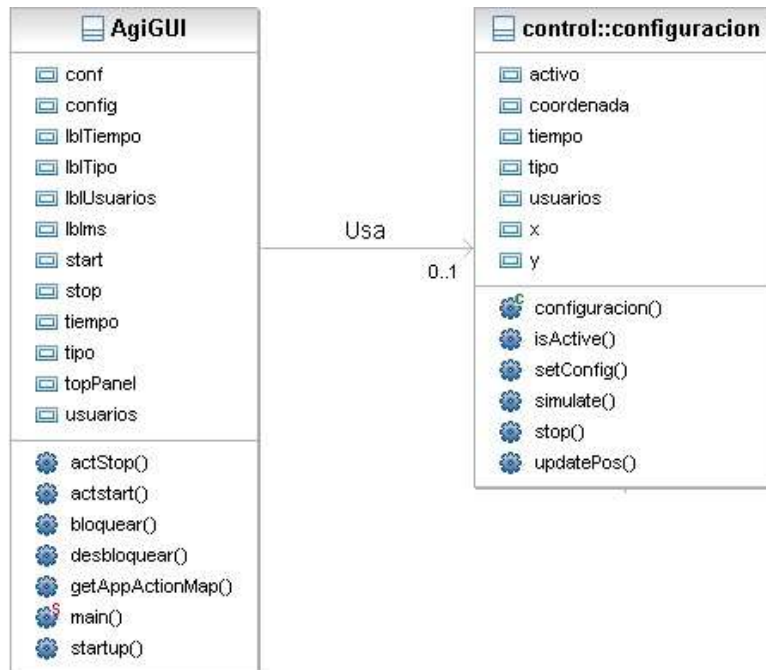 AgiGUI
conf
config
lblTiempo
lblTipo
lblUsuarios
lblms
start
stop
tiempo
tipo
topPanel
usuarios
actStop()
actstart()
bloquear()
desbloquear()
getAppActionMap()
S
main()
startup()
Usa
0..1
control::configuracion
activo
coordenada
tiempo
tipo
usuarios
x
y
C
configuracion()
isActive()
setConfig()
simulate()
stop()
updatePos()